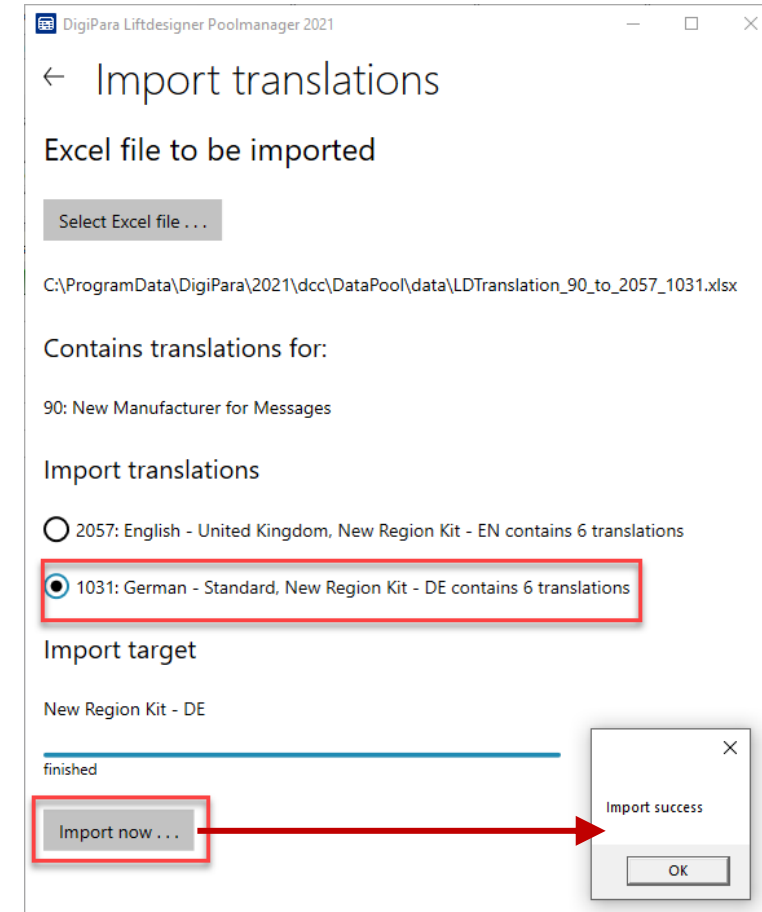 DigiPara Liftdesigner Poolmanager 2021
Import translations
Excel file to be imported
Select Excel file . . .
C:\ProgramData\DigiPara\2021\dcc\DataPool\data\LDTranslation_90_to_2057_1031.xlsx
Contains translations for:
90: New Manufacturer for Messages
Import translations
2057: English - United Kingdom, New Region Kit - EN contains 6 translations
1031: German - Standard, New Region Kit - DE contains 6 translations
Import target
New Region Kit - DE
finished
Import now . . .
Import success
OK